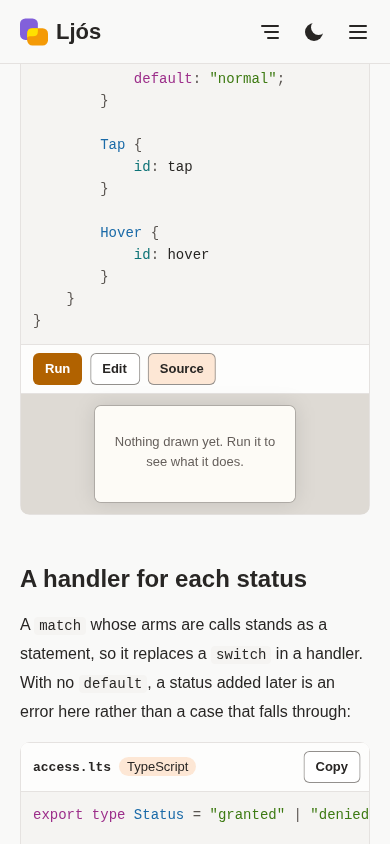 Ljós
default: "normal";
}
Tap {
id: tap
}
Hover {
id: hover
}
}
}
Run Edit Source
Nothing drawn yet. Run it to
see what it does.
A handler for each status
A match whose arms are calls stands as a
statement, so it replaces a switch in a handler.
With no default, a status added later is an
error here rather than a case that falls through:
access.lts TypeScript Copy
export type Status = "granted" | "denied